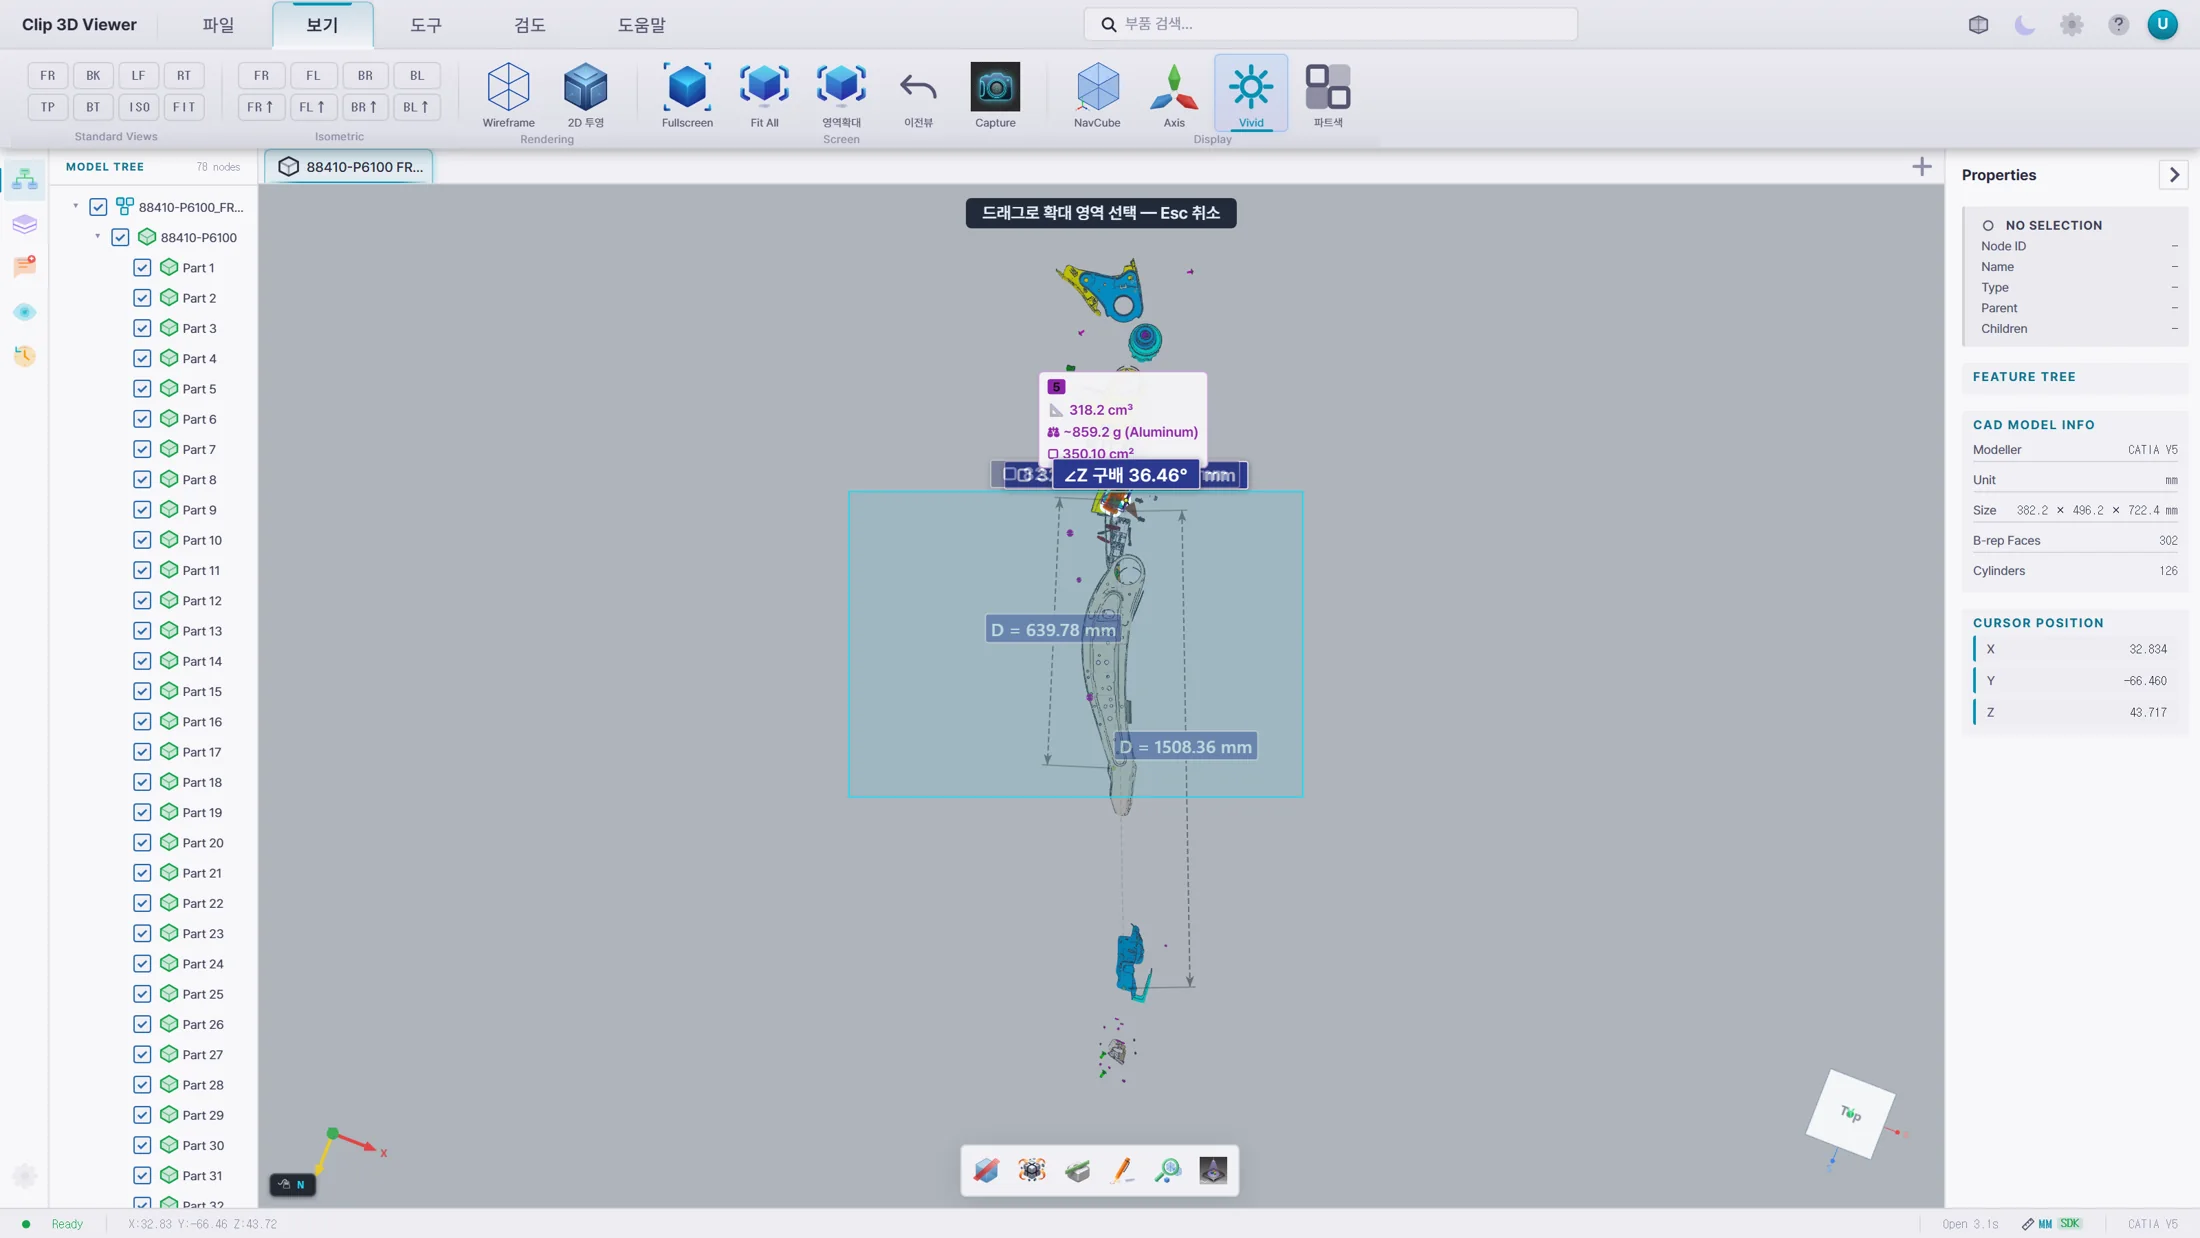 Clip 3D Viewer
파일
보기
도구
검도
도움말
부품 검색...
U
FR BK LF RT
TP BT ISO FIT
Standard Views
FR FL BR BL
FR↑ FL↑ BR↑ BL↑
Isometric
Wireframe
2D 투영
Rendering
Fullscreen
Fit All
영역확대
이전뷰
Capture
Screen
NavCube
Axis
Vivid
파트색
Display
MODEL TREE
78 nodes
88410-P6100 FR...
88410-P6100_FR...
88410-P6100
Part 1
Part 2
Part 3
Part 4
Part 5
Part 6
Part 7
Part 8
Part 9
Part 10
Part 11
Part 12
Part 13
Part 14
Part 15
Part 16
Part 17
Part 18
Part 19
Part 20
Part 21
Part 22
Part 23
Part 24
Part 25
Part 26
Part 27
Part 28
Part 29
Part 30
Part 31
Part 32
드래그로 확대 영역 선택 — Esc 취소
5
318.2 cm³
~859.2 g (Aluminum)
350.10 cm²
∠Z 구배 36.46°
mm
D = 639.78 mm
D = 1508.36 mm
X
N
Top
Properties
NO SELECTION
Node ID –
Name –
Type –
Parent –
Children –
FEATURE TREE
CAD MODEL INFO
Modeller CATIA V5
Unit mm
Size 382.2 × 496.2 × 722.4 mm
B-rep Faces 302
Cylinders 126
CURSOR POSITION
X 32.834
Y -66.460
Z 43.717
Ready
X:32.83 Y:-66.46 Z:43.72
Open 3.1s
MM
SDK
CATIA V5